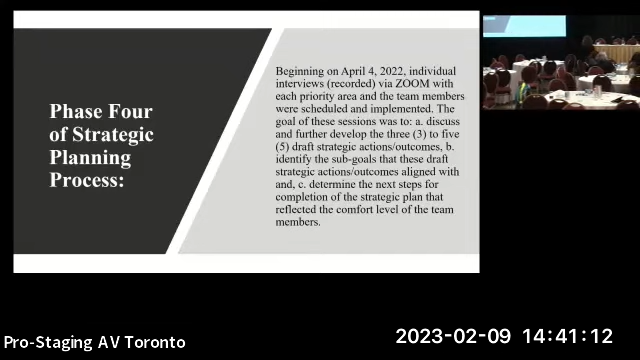 Phase Four
of Strategic
Planning
Process:
Beginning on April 4, 2022, individual
interviews (recorded) via ZOOM with
each priority area and the team members
were scheduled and implemented. The
goal of these sessions was to: a. discuss
and further develop the three (3) to five
(5) draft strategic actions/outcomes, b.
identify the sub-goals that these draft
strategic actions/outcomes aligned with
and, c. determine the next steps for
completion of the strategic plan that
reflected the comfort level of the team
members.
Pro-Staging AV Toronto
2023-02-09 14:41:12